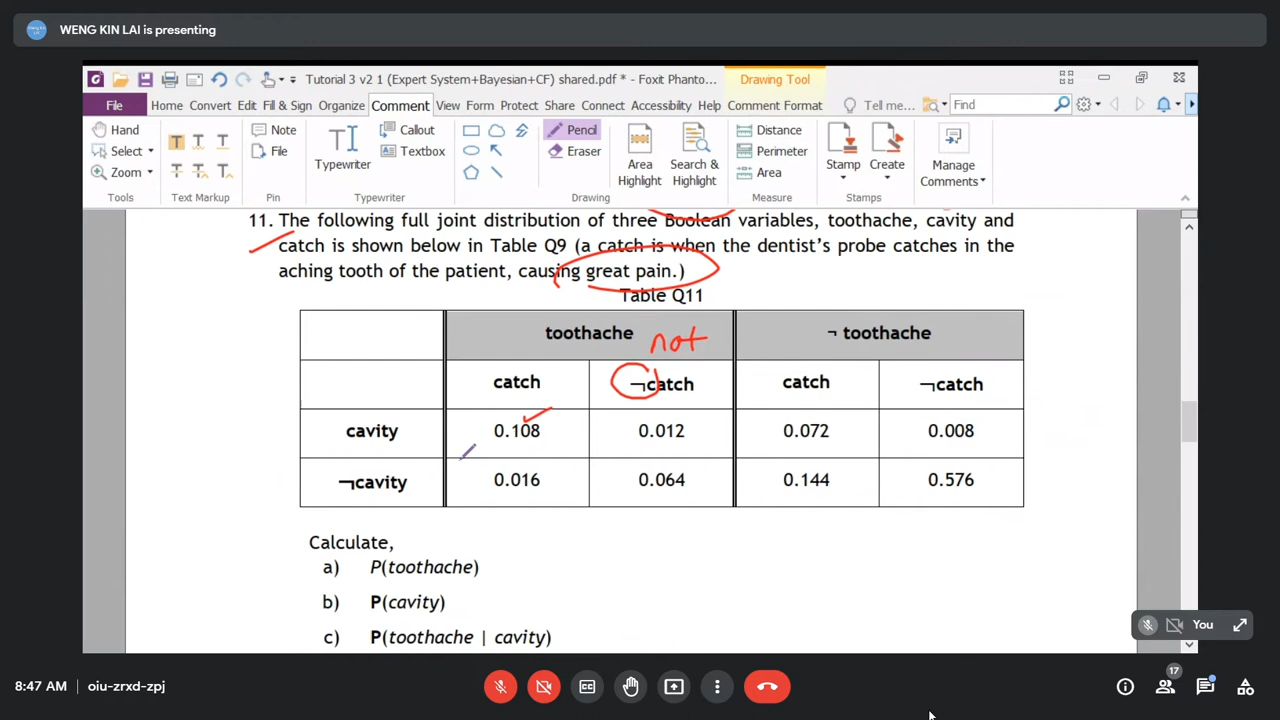 WENG KIN LAI is presenting
Tutorial 3 v2 1 (Expert System+Bayesian+CF) shared.pdf * - Foxit Phanto...
Drawing Tool
File Home Convert Edit Fill & Sign Organize Comment View Form Protect Share Connect Accessibility Help Comment Format Tell me... Find
Hand
Select
Zoom
Tools
T T T
T T T
Text Markup
Note
File
Pin
Typewriter
Callout
Textbox
Typewriter
Pencil
Eraser
Area Highlight
Search & Highlight
Drawing
Distance
Perimeter
Area
Measure
Stamp
Create
Stamps
Manage Comments
11. The following full joint distribution of three Boolean variables, toothache, cavity and
catch is shown below in Table Q9 (a catch is when the dentist's probe catches in the
aching tooth of the patient, causing great pain.)
Table Q11
toothache not ¬ toothache
catch ¬catch catch ¬catch
cavity 0.108 0.012 0.072 0.008
¬cavity 0.016 0.064 0.144 0.576
Calculate,
a) P(toothache)
b) P(cavity)
c) P(toothache | cavity)
You
8:47 AM oiu-zrxd-zpj
17